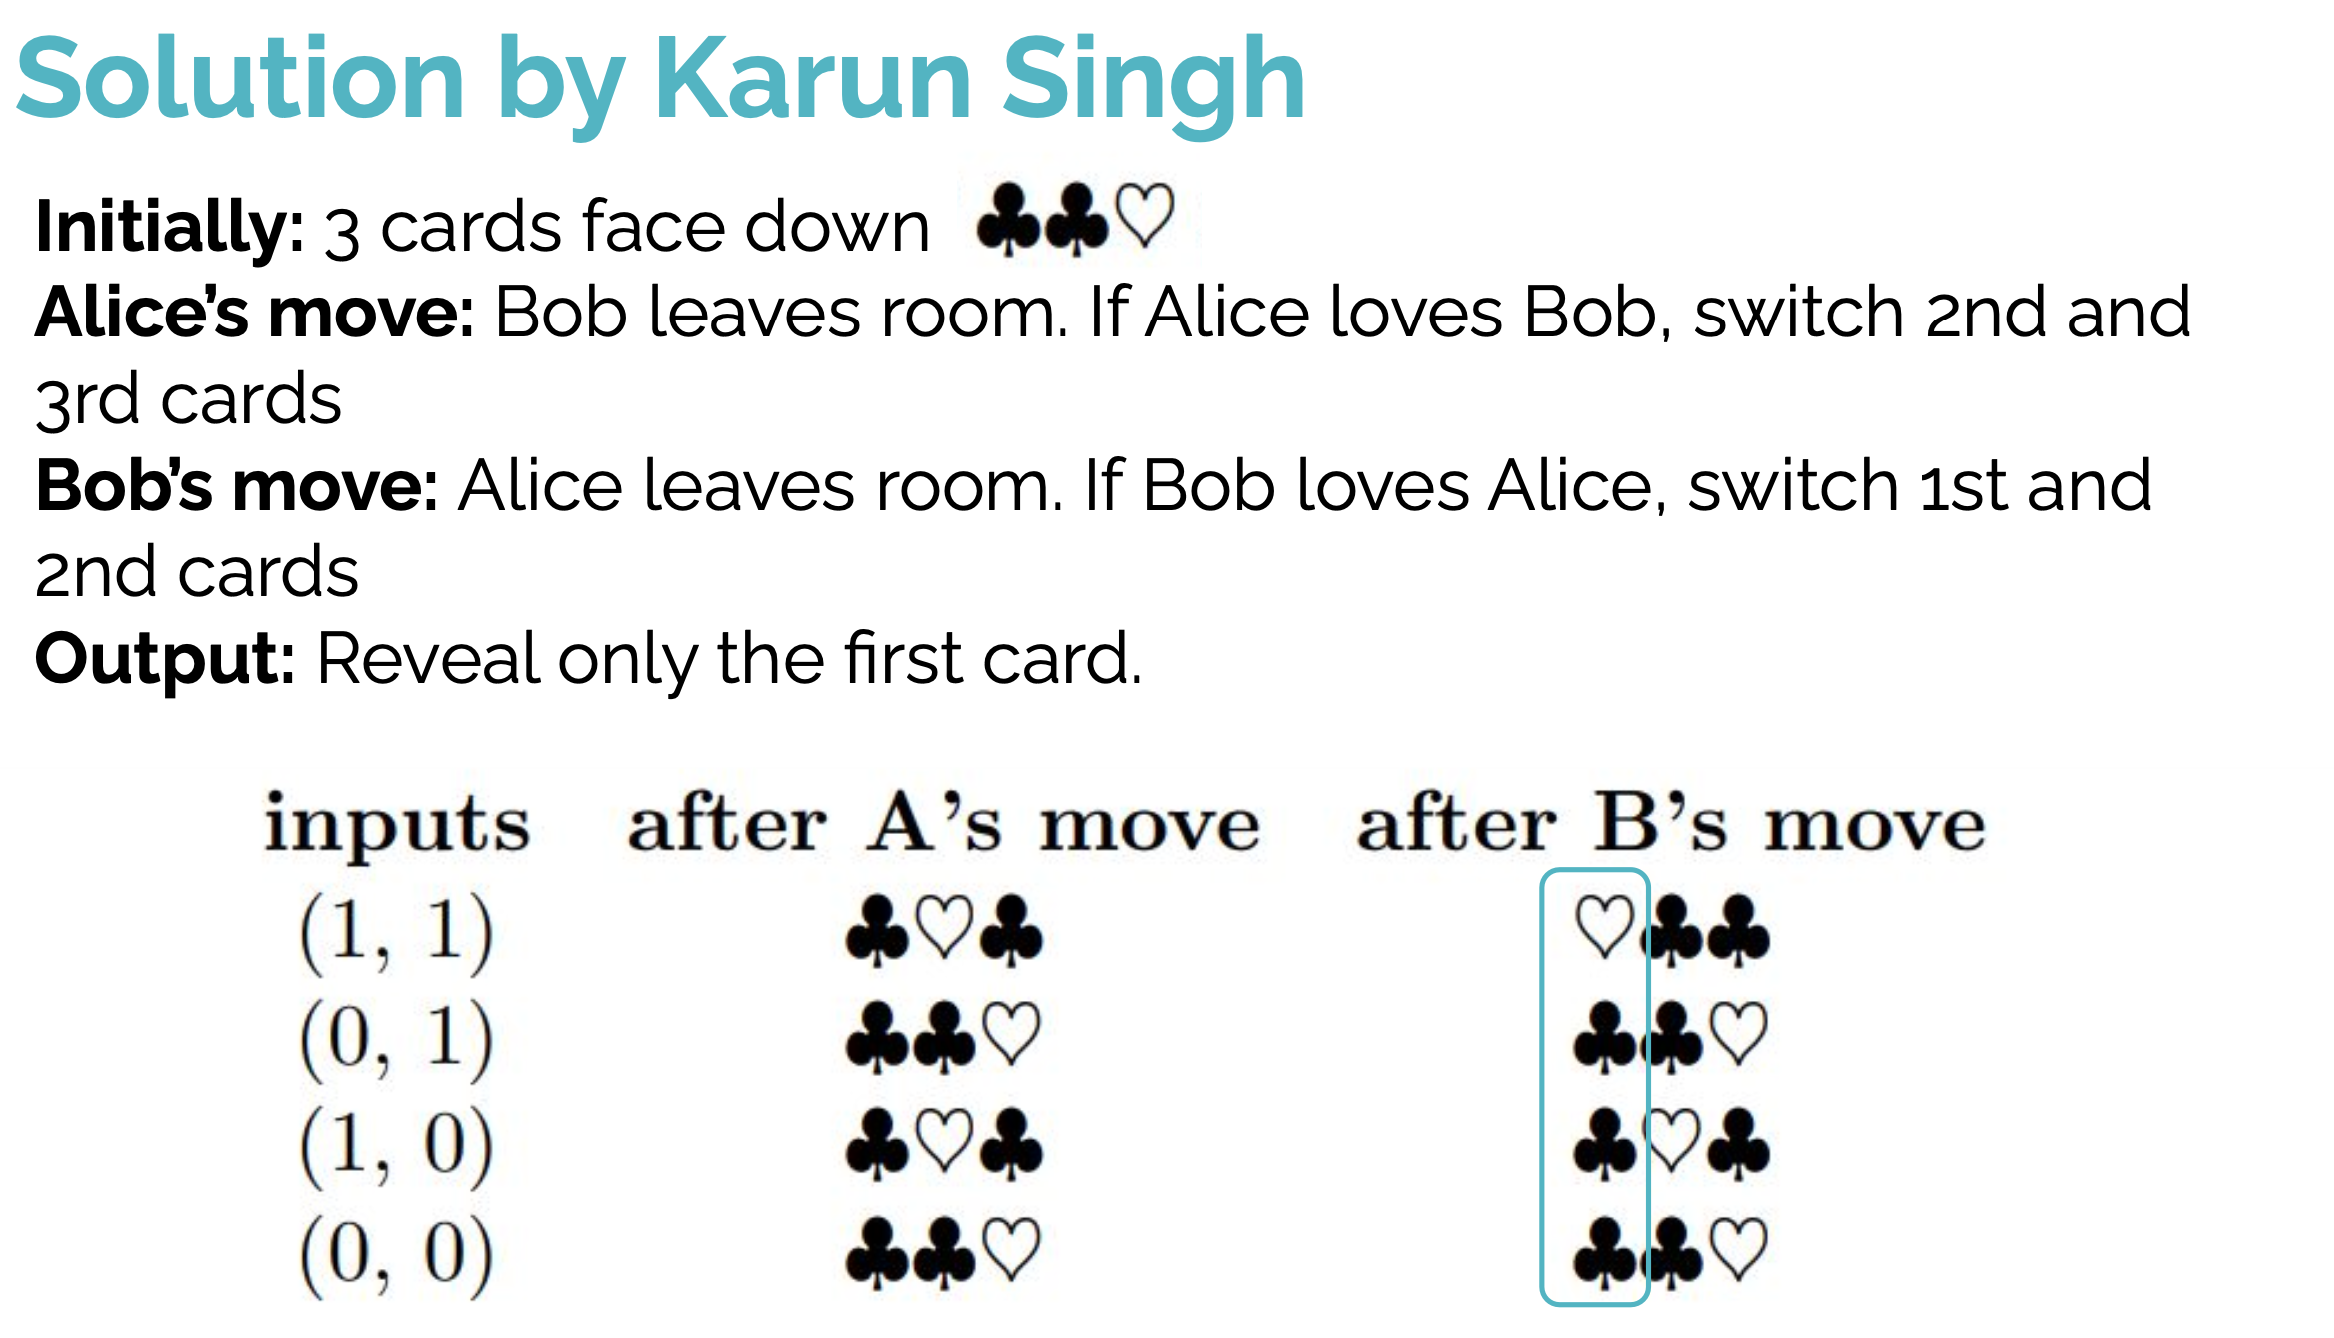 Solution by Karun Singh
Initially: 3 cards face down ♣♣♡
Alice's move: Bob leaves room. If Alice loves Bob, switch 2nd and
3rd cards
Bob's move: Alice leaves room. If Bob loves Alice, switch 1st and
2nd cards
Output: Reveal only the first card.
inputs after A's move after B's move
(1, 1) ♣♡♣ ♡♣♣
(0, 1) ♣♣♡ ♣♣♡
(1, 0) ♣♡♣ ♣♡♣
(0, 0) ♣♣♡ ♣♣♡